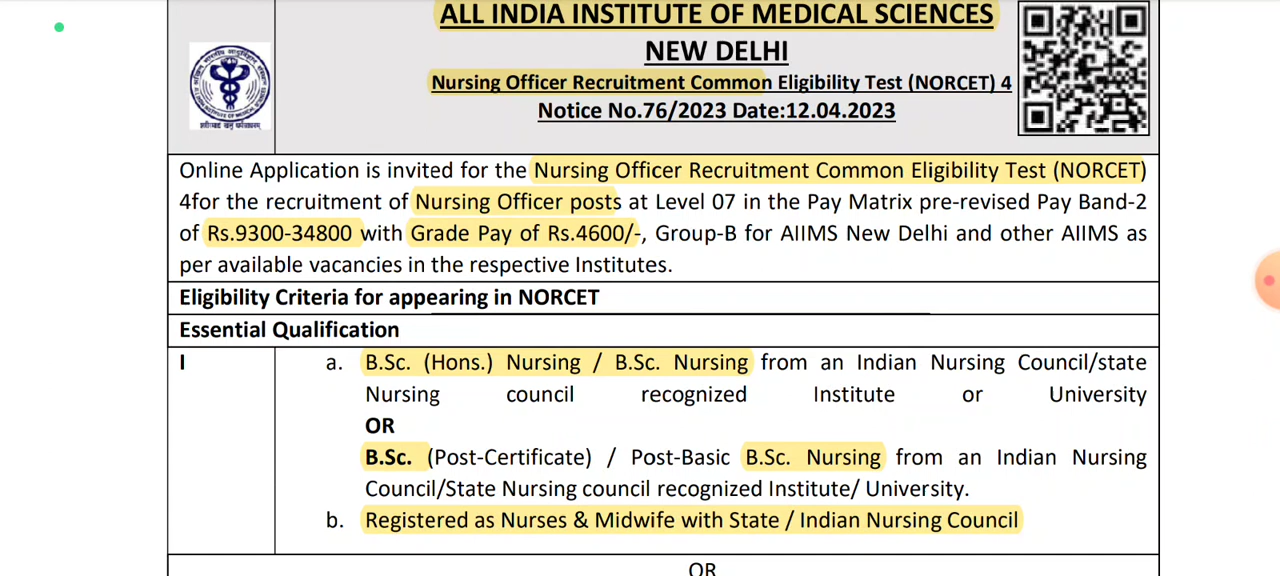 ALL INDIA INSTITUTE OF MEDICAL SCIENCES
NEW DELHI
Nursing Officer Recruitment Common Eligibility Test (NORCET) 4
Notice No.76/2023 Date:12.04.2023
Online Application is invited for the Nursing Officer Recruitment Common Eligibility Test (NORCET)
4for the recruitment of Nursing Officer posts at Level 07 in the Pay Matrix pre-revised Pay Band-2
of Rs.9300-34800 with Grade Pay of Rs.4600/-, Group-B for AIIMS New Delhi and other AIIMS as
per available vacancies in the respective Institutes.
Eligibility Criteria for appearing in NORCET
Essential Qualification
I
a. B.Sc. (Hons.) Nursing / B.Sc. Nursing from an Indian Nursing Council/state
Nursing council recognized Institute or University
OR
B.Sc. (Post-Certificate) / Post-Basic B.Sc. Nursing from an Indian Nursing
Council/State Nursing council recognized Institute/ University.
b. Registered as Nurses & Midwife with State / Indian Nursing Council
OR